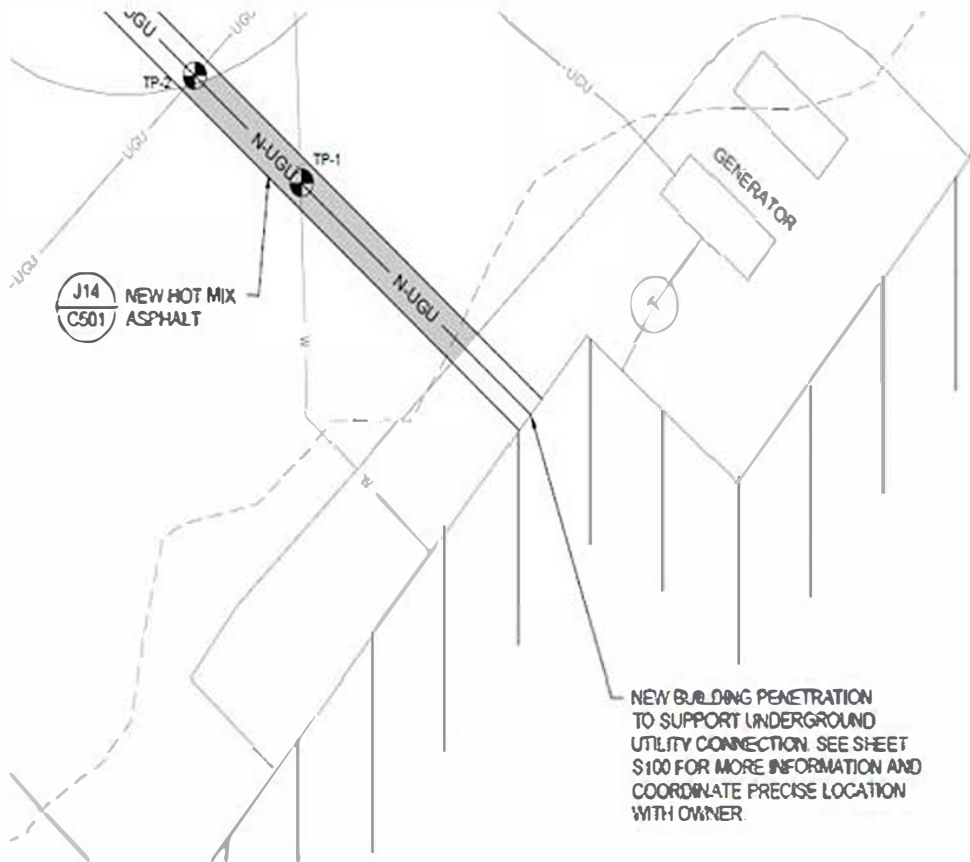 UGU
UGU
TP-2
UGU
N-UGU
TP-1
UGU
GENERATOR
UGU
J14
C501
NEW HOT MIX
ASPHALT
N-UGU
T
W
NEW BUILDING PENETRATION
TO SUPPORT UNDERGROUND
UTILITY CONNECTION. SEE SHEET
S100 FOR MORE INFORMATION AND
COORDINATE PRECISE LOCATION
WITH OWNER.